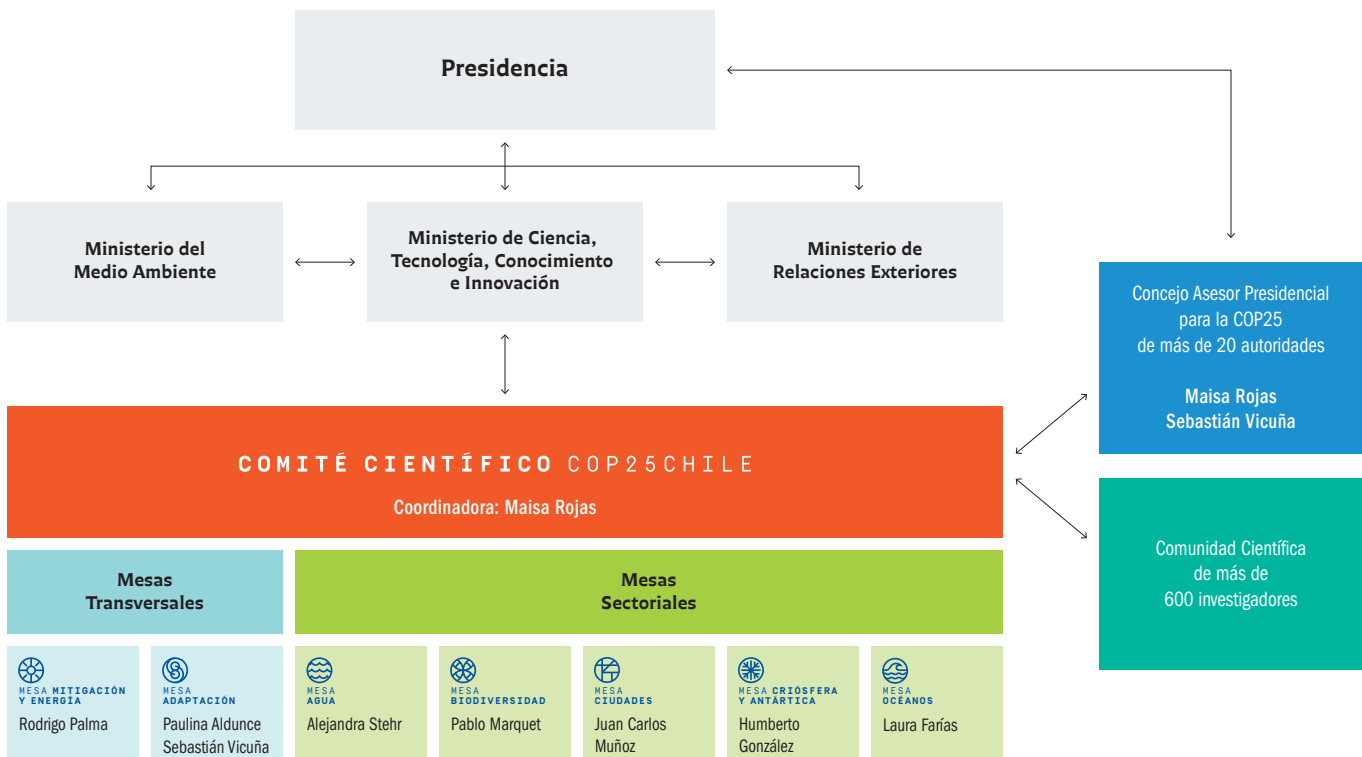 Presidencia
Ministerio del
Medio Ambiente
Ministerio de Ciencia,
Tecnología, Conocimiento
e Innovación
Ministerio de
Relaciones Exteriores
Concejo Asesor Presidencial
para la COP25
de más de 20 autoridades
Maisa Rojas
Sebastián Vicuña
COMITÉ CIENTÍFICO COP25CHILE
Coordinadora: Maisa Rojas
Comunidad Científica
de más de
600 investigadores
Mesas
Transversales
Mesas
Sectoriales
MESA MITIGACIÓN
Y ENERGÍA
Rodrigo Palma
MESA
ADAPTACIÓN
Paulina Aldunce
Sebastián Vicuña
MESA
AGUA
Alejandra Stehr
MESA
BIODIVERSIDAD
Pablo Marquet
MESA
CIUDADES
Juan Carlos
Muñoz
MESA CRIÓSFERA
Y ANTÁRTICA
Humberto
González
MESA
OCÉANOS
Laura Farías